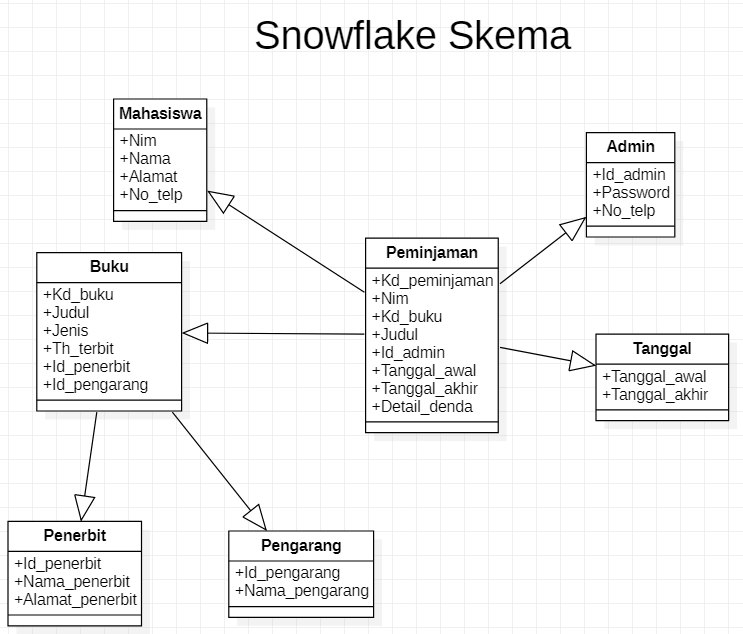 Snowflake Skema
Mahasiswa
+Nim
+Nama
+Alamat
+No_telp
Admin
+Id_admin
+Password
+No_telp
Buku
+Kd_buku
+Judul
+Jenis
+Th_terbit
+Id_penerbit
+Id_pengarang
Peminjaman
+Kd_peminjaman
+Nim
+Kd_buku
+Judul
+Id_admin
+Tanggal_awal
+Tanggal_akhir
+Detail_denda
Tanggal
+Tanggal_awal
+Tanggal_akhir
Penerbit
+Id_penerbit
+Nama_penerbit
+Alamat_penerbit
Pengarang
+Id_pengarang
+Nama_pengarang